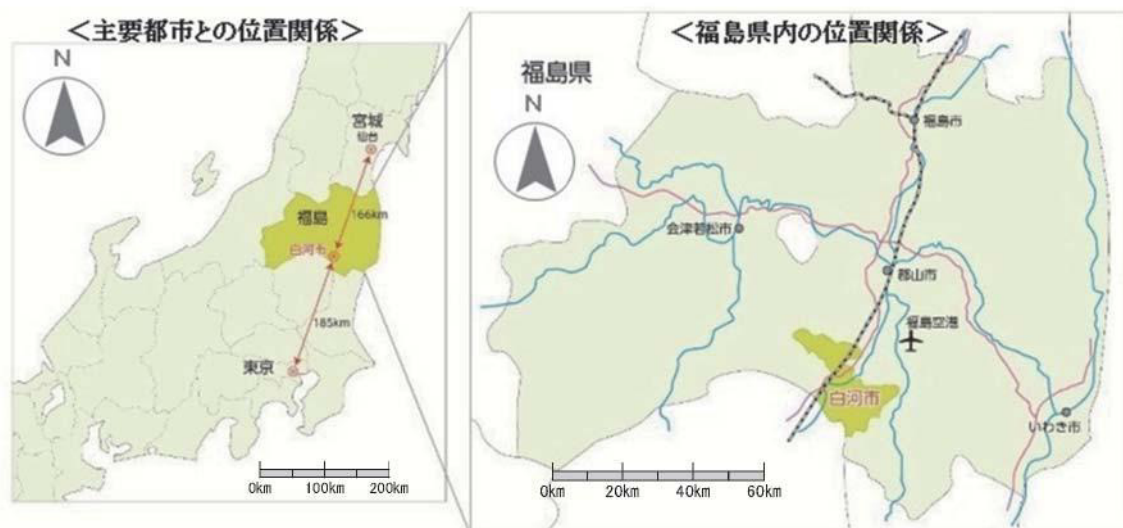 <主要都市との位置関係>
N
宮城
仙台
166km
福島
白河市
185km
東京
0km 100km 200km
<福島県内の位置関係>
福島県
N
福島市
会津若松市
郡山市
福島空港
白河市
いわき市
0km 20km 40km 60km